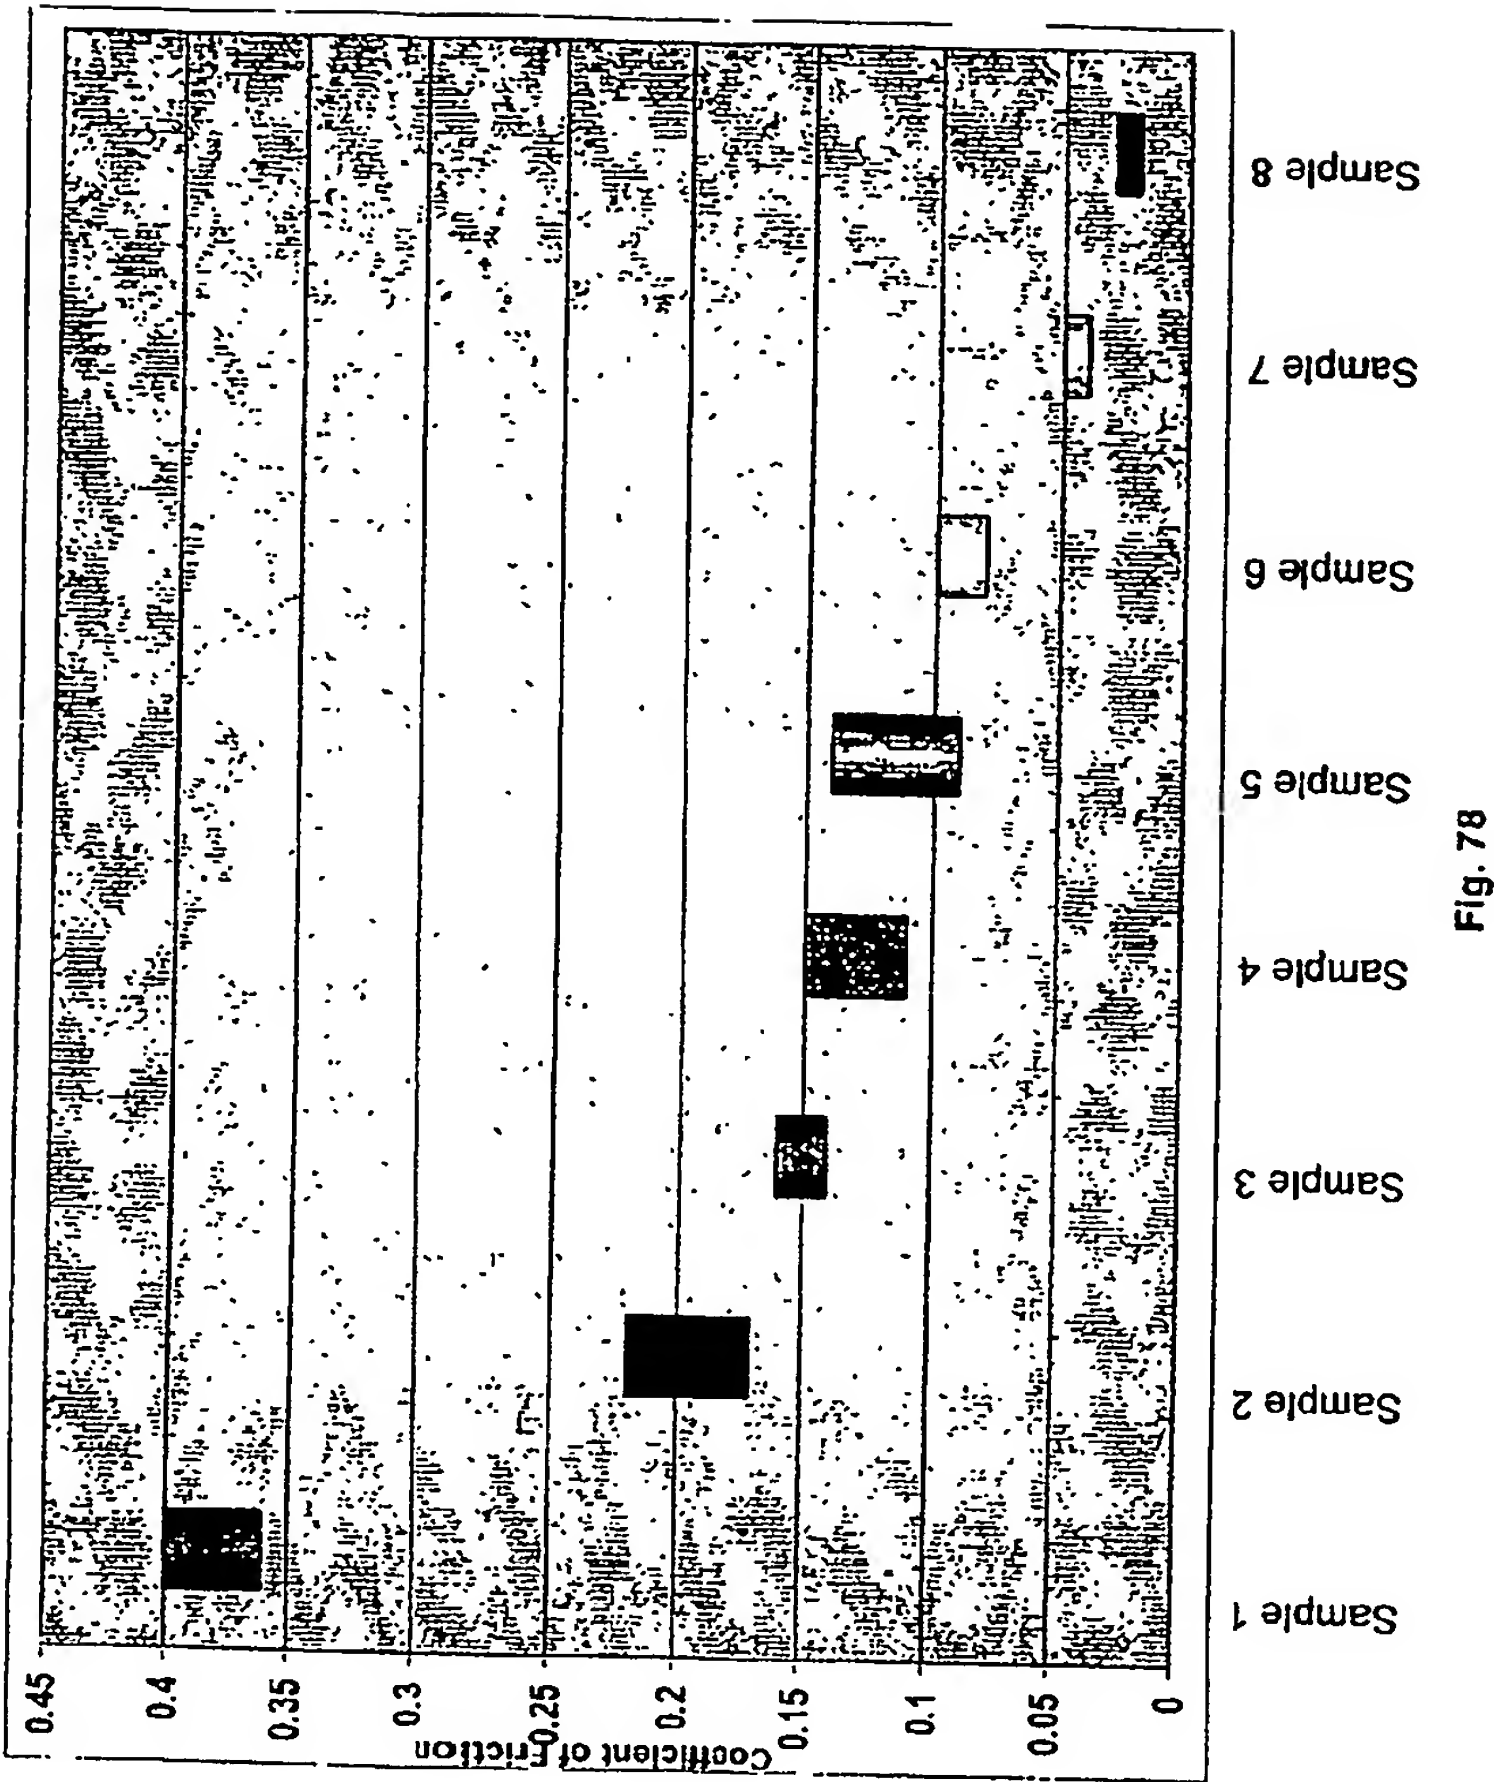 Coefficient of Friction
0.45
0.4
0.35
0.3
0.25
0.2
0.15
0.1
0.05
0
Sample 1
Sample 2
Sample 3
Sample 4
Sample 5
Sample 6
Sample 7
Sample 8
Fig. 78